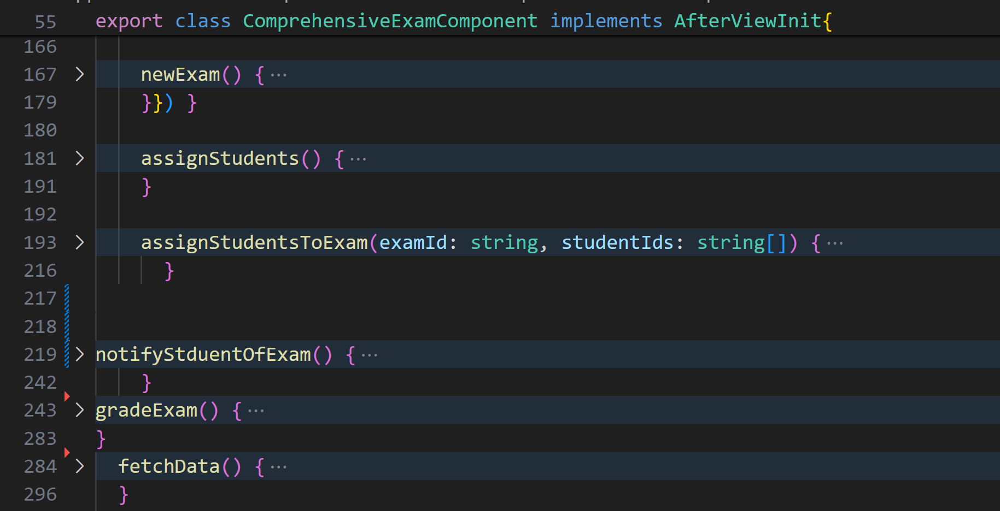 55 export class ComprehensiveExamComponent implements AfterViewInit{
166
167 > newExam() { ···
179 }}) }
180
181 > assignStudents() { ···
191 }
192
193 > assignStudentsToExam(examId: string, studentIds: string[]) { ···
216 }
217
218
219 > notifyStduentOfExam() { ···
242 }
243 > gradeExam() { ···
283 }
284 > fetchData() { ···
296 }